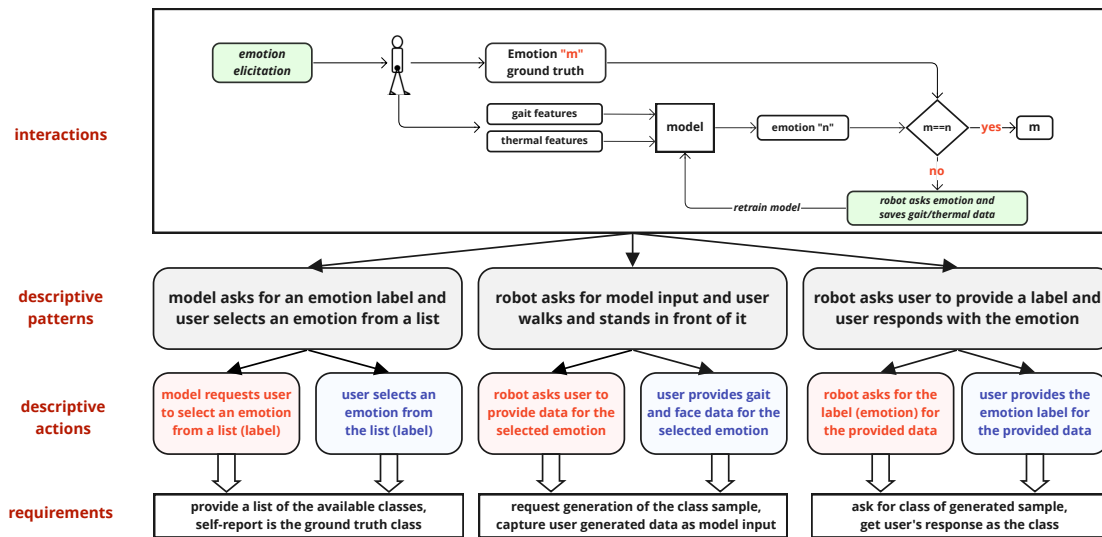 interactions
emotion
elicitation
Emotion "m"
ground truth
gait features
thermal features
model
emotion "n"
m==n
yes
m
no
robot asks emotion and
saves gait/thermal data
retrain model
descriptive
patterns
model asks for an emotion label and
user selects an emotion from a list
robot asks for model input and user
walks and stands in front of it
robot asks user to provide a label and
user responds with the emotion
descriptive
actions
model requests user
to select an emotion
from a list (label)
user selects an
emotion from
the list (label)
robot asks user to
provide data for the
selected emotion
user provides gait
and face data for the
selected emotion
robot asks for the
label (emotion) for
the provided data
user provides the
emotion label for
the provided data
requirements
provide a list of the available classes,
self-report is the ground truth class
request generation of the class sample,
capture user generated data as model input
ask for class of generated sample,
get user's response as the class